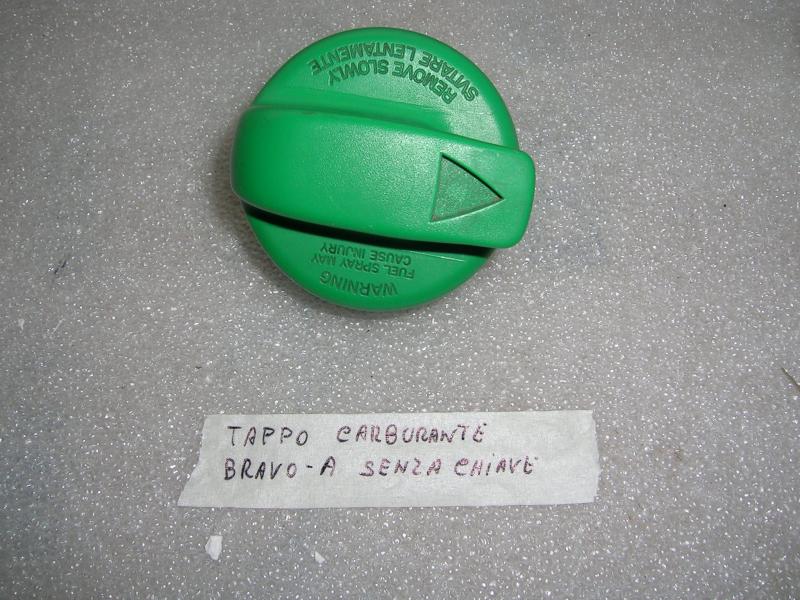 REMOVE SLOWLY
SVITARE LENTAMENTE
WARNING
FUEL SPRAY MAY
CAUSE INJURY
TAPPO CARBURANTE
BRAVO-A SENZA CHIAVE